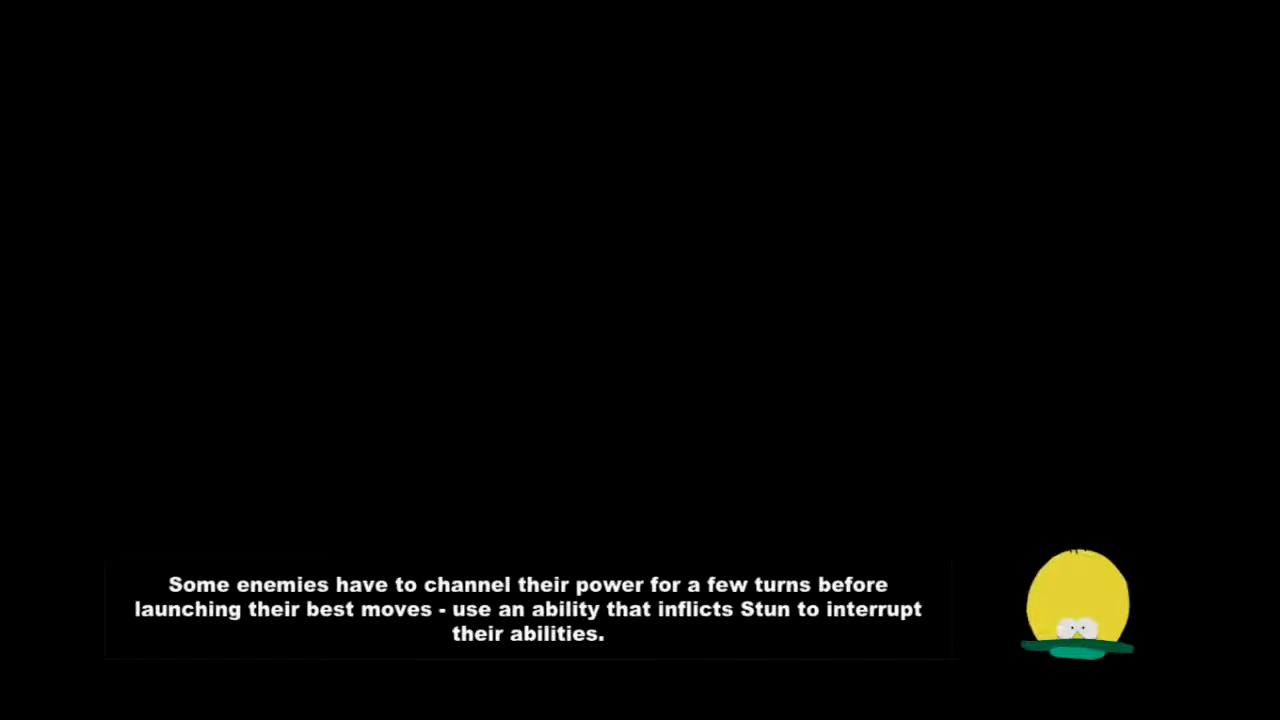 Some enemies have to channel their power for a few turns before
launching their best moves - use an ability that inflicts Stun to interrupt
their abilities.